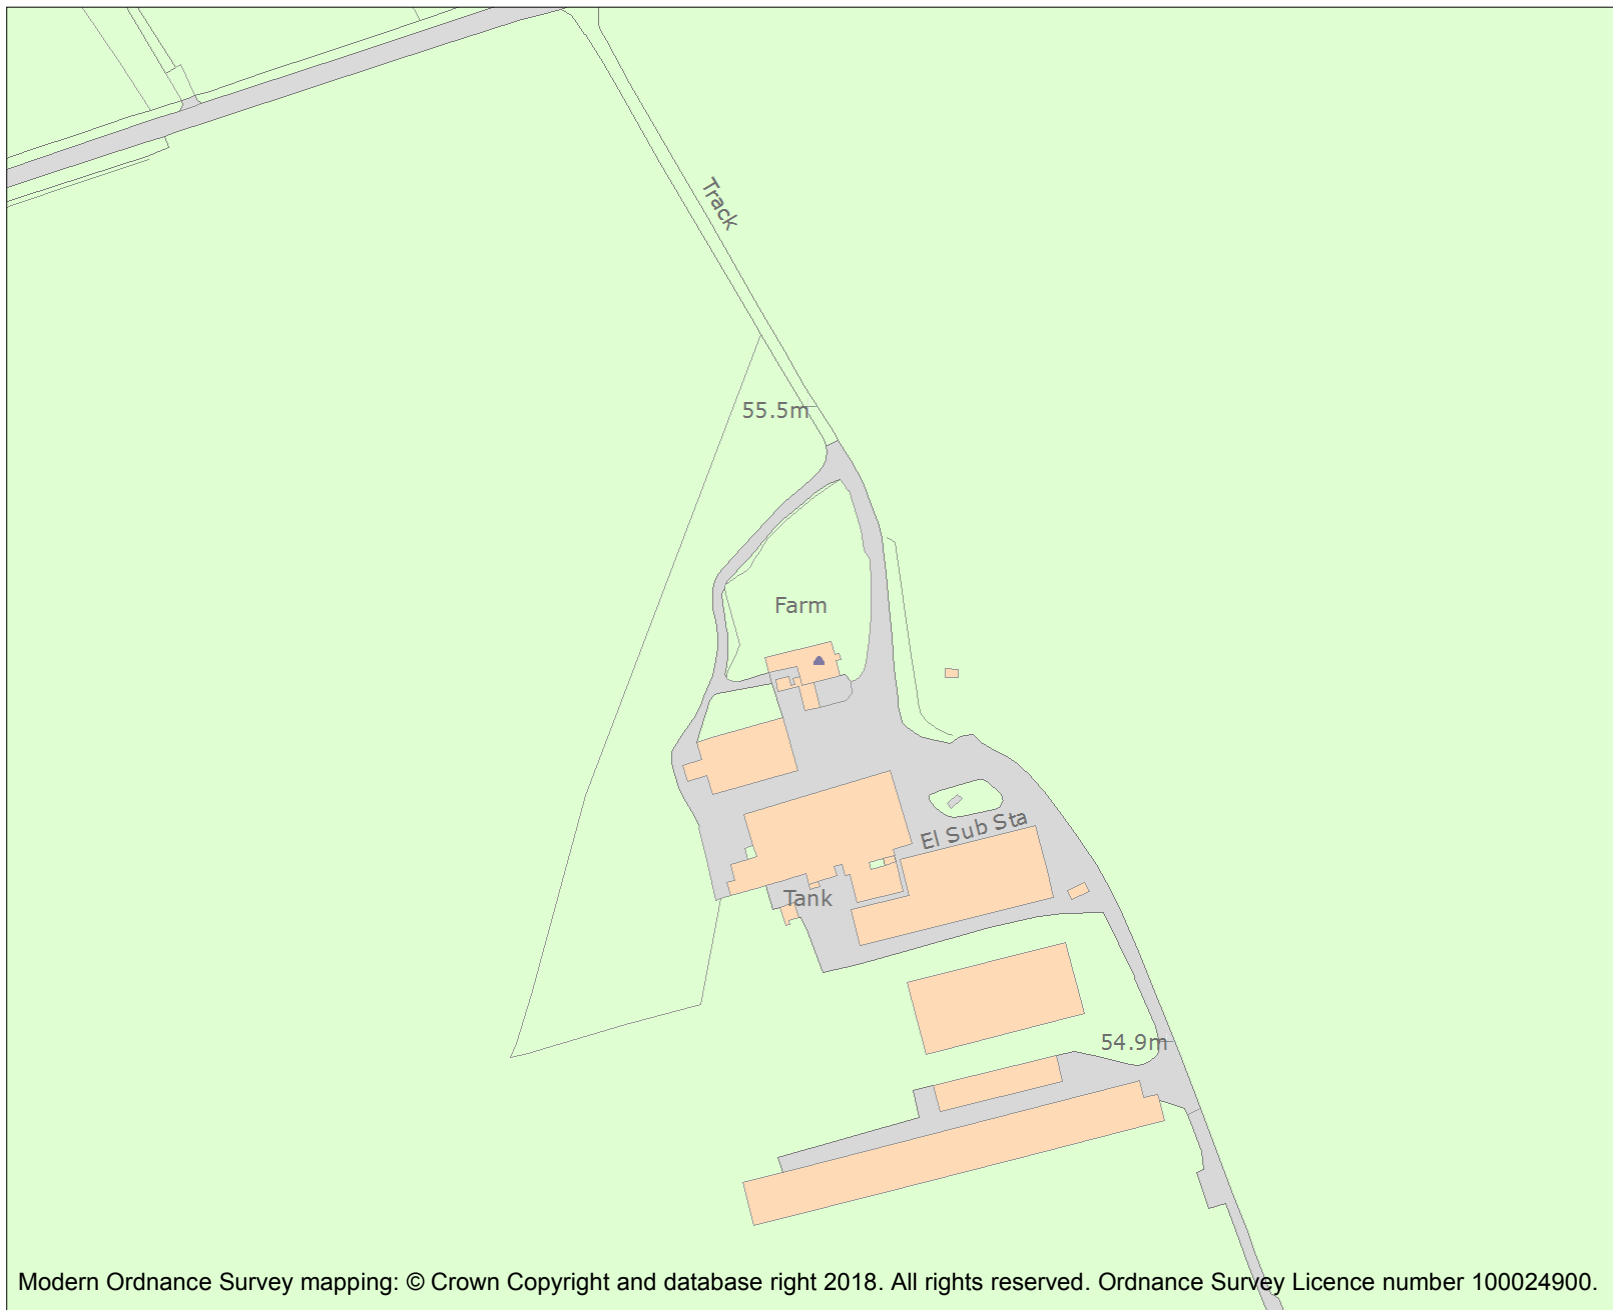 Track
55.5m
Farm
El Sub Sta
Tank
54.9m
Modern Ordnance Survey mapping: © Crown Copyright and database right 2018. All rights reserved. Ordnance Survey Licence number 100024900.